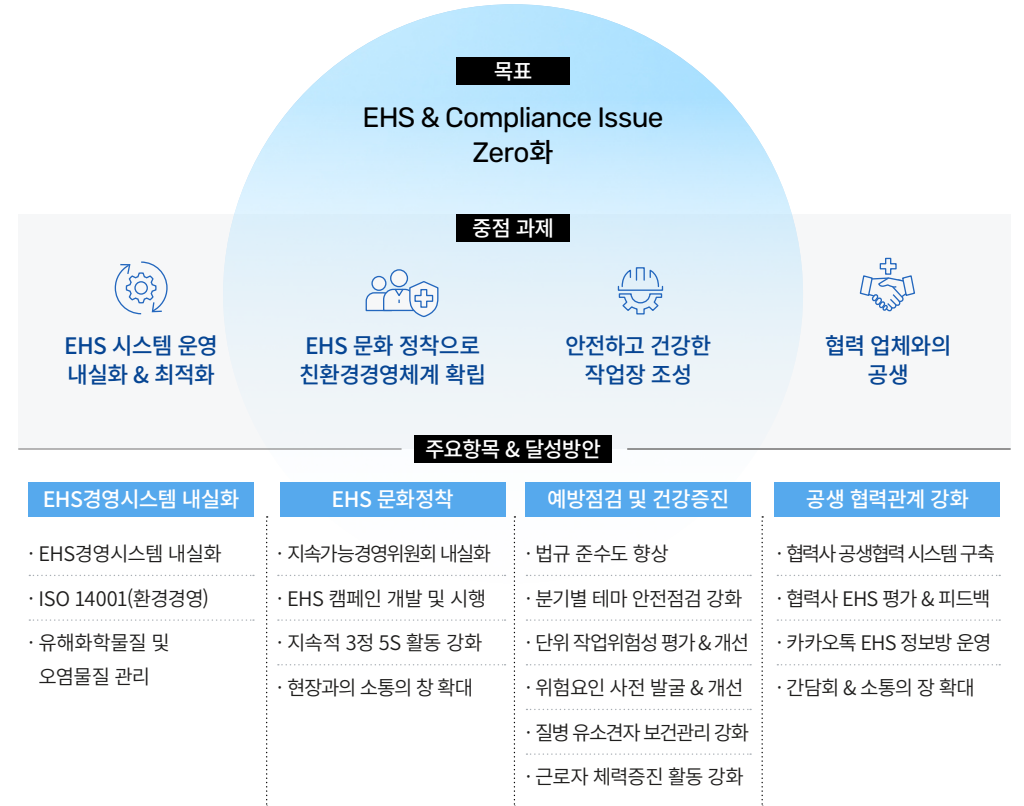 목표
EHS & Compliance Issue
Zero화
중점 과제
EHS 시스템 운영
내실화 & 최적화
EHS 문화 정착으로
친환경경영체계 확립
안전하고 건강한
작업장 조성
협력 업체와의
공생
주요항목 & 달성방안
EHS경영시스템 내실화
· EHS경영시스템 내실화
· ISO 14001(환경경영)
· 유해화학물질 및
오염물질 관리
EHS 문화정착
· 지속가능경영위원회 내실화
· EHS 캠페인 개발 및 시행
· 지속적 3정 5S 활동 강화
· 현장과의 소통의 창 확대
예방점검 및 건강증진
· 법규 준수도 향상
· 분기별 테마 안전점검 강화
· 단위 작업위험성 평가 & 개선
· 위험요인 사전 발굴 & 개선
· 질병 유소견자 보건관리 강화
· 근로자 체력증진 활동 강화
공생 협력관계 강화
· 협력사 공생협력 시스템 구축
· 협력사 EHS 평가 & 피드백
· 카카오톡 EHS 정보방 운영
· 간담회 & 소통의 장 확대